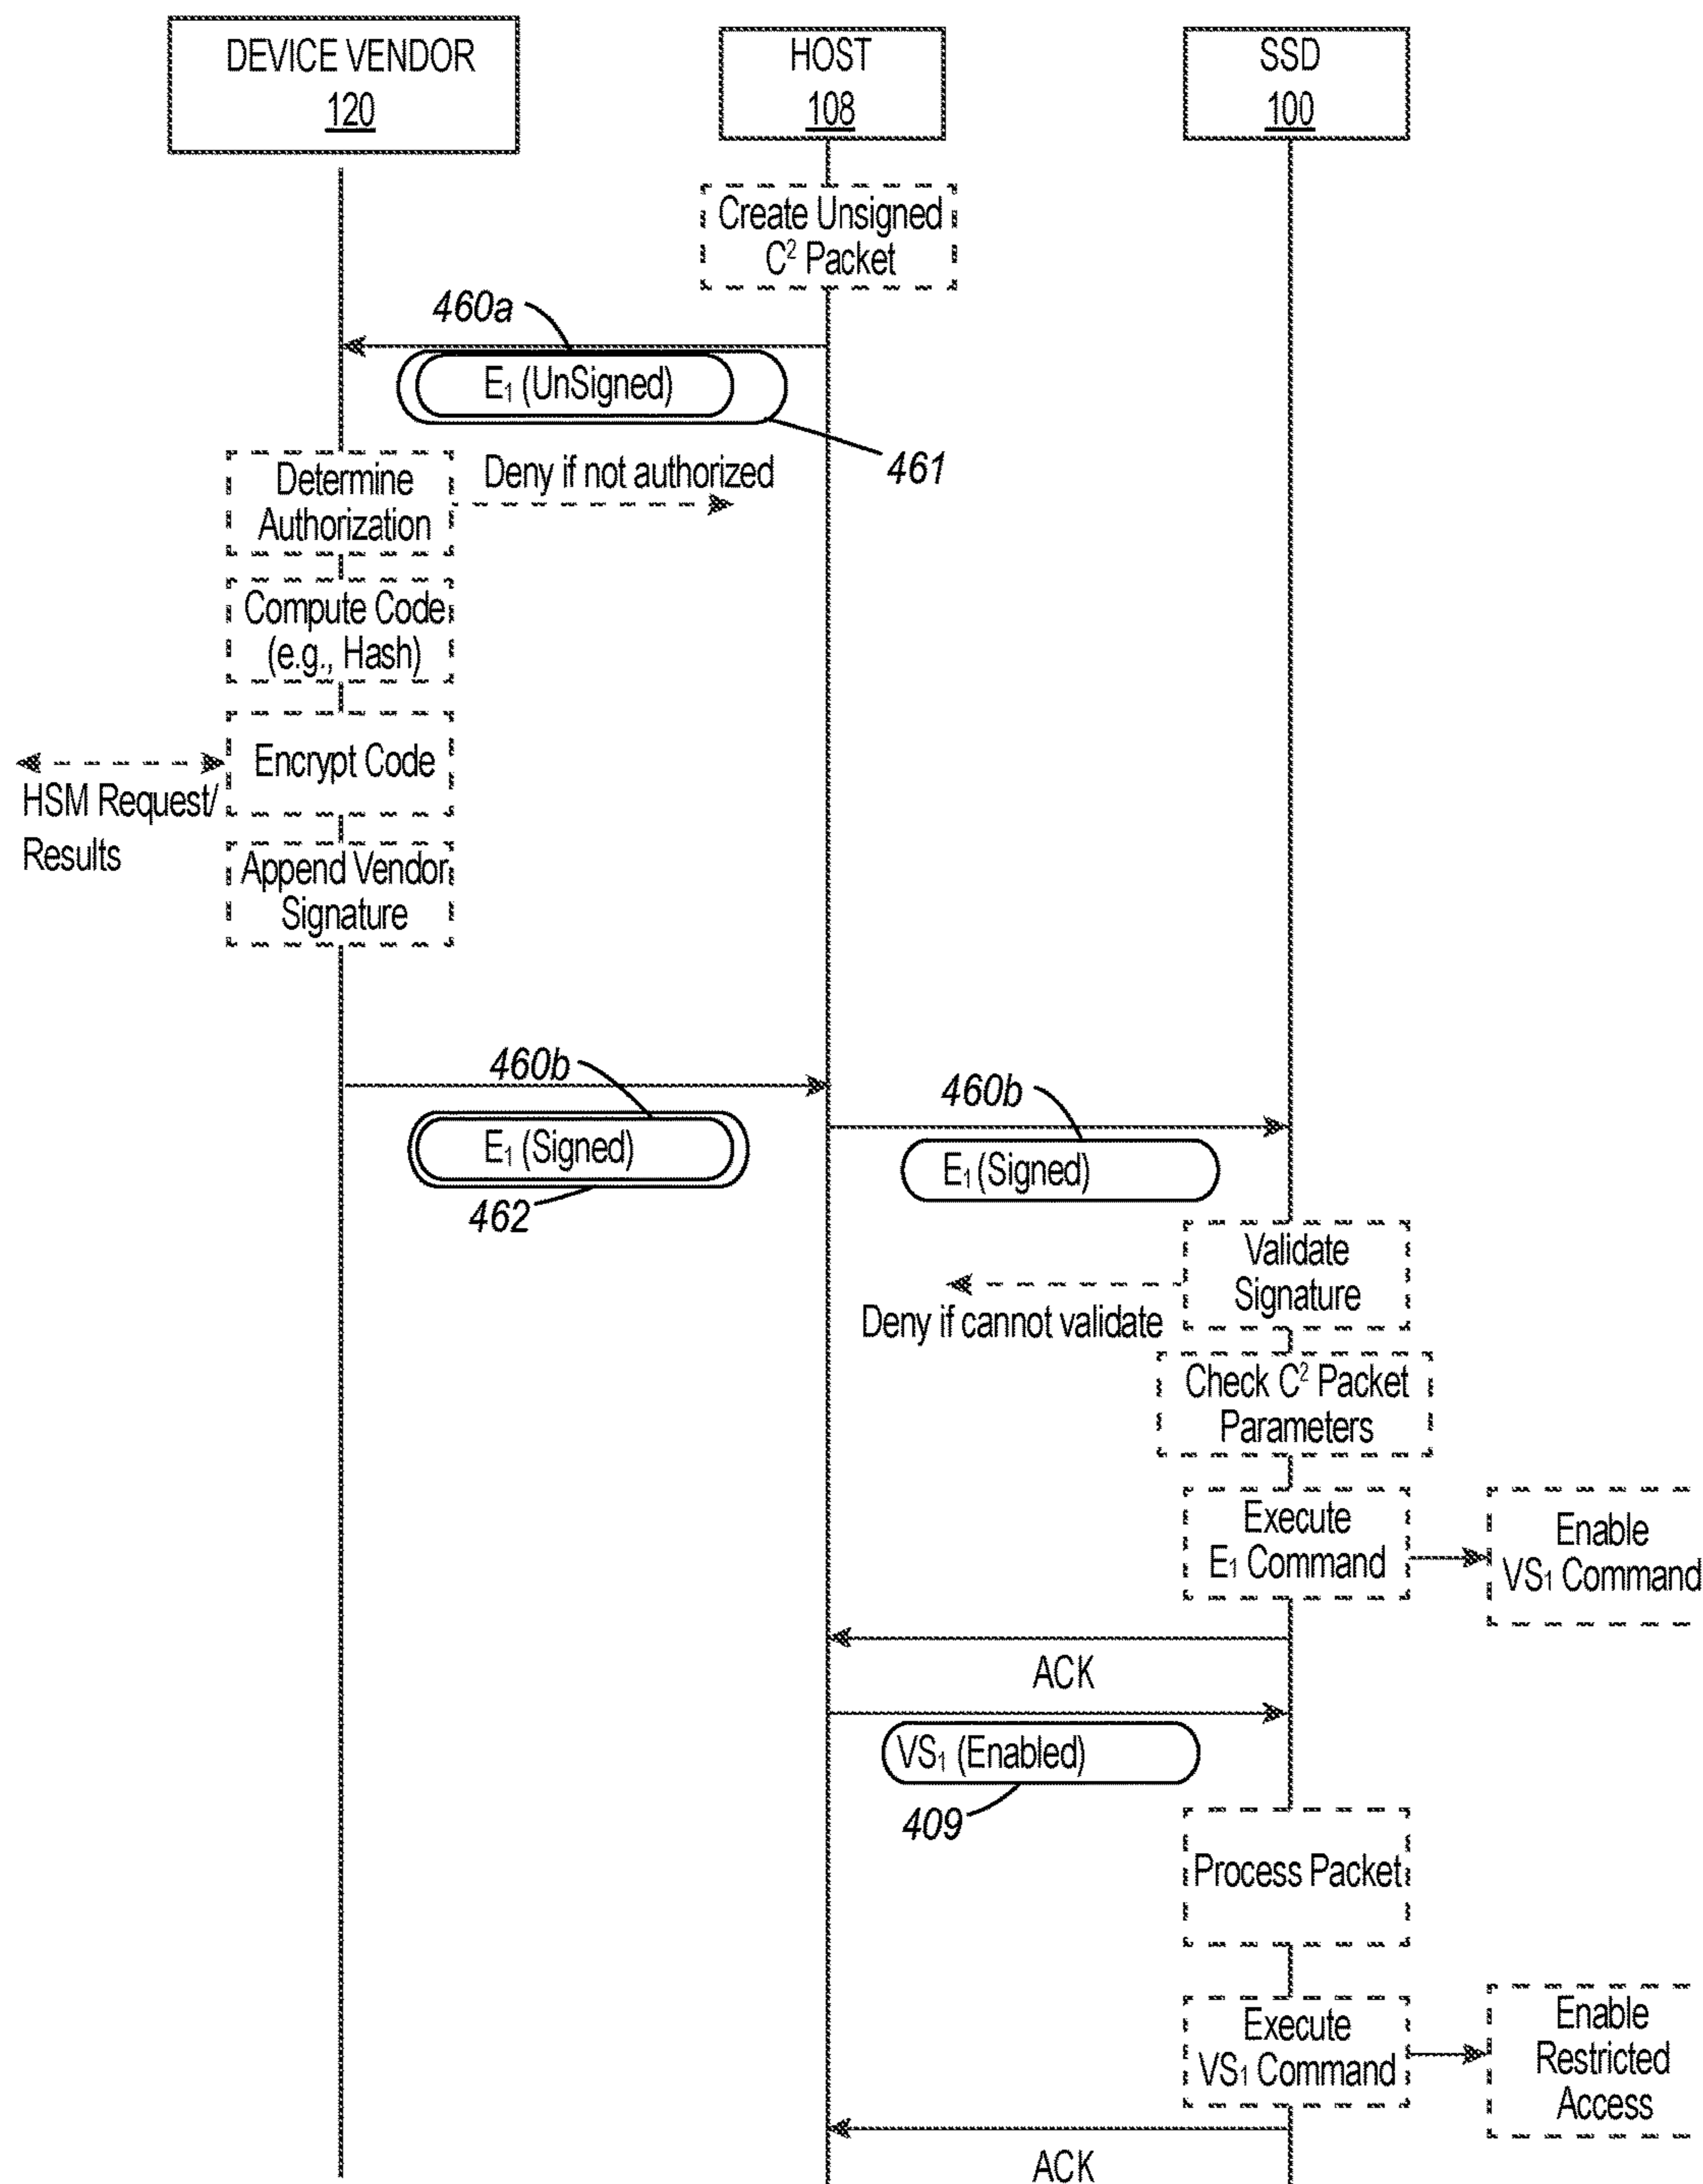 DEVICE VENDOR
120
HOST
108
SSD
100
Create Unsigned
C² Packet
460a
E₁ (UnSigned)
461
Determine
Authorization
Deny if not authorized
Compute Code
(e.g., Hash)
Encrypt Code
HSM Request/
Results
Append Vendor
Signature
460b
E₁ (Signed)
462
460b
E₁ (Signed)
Validate
Signature
Deny if cannot validate
Check C² Packet
Parameters
Execute
E₁ Command
Enable
VS₁ Command
ACK
VS₁ (Enabled)
409
Process Packet
Execute
VS₁ Command
Enable
Restricted
Access
ACK